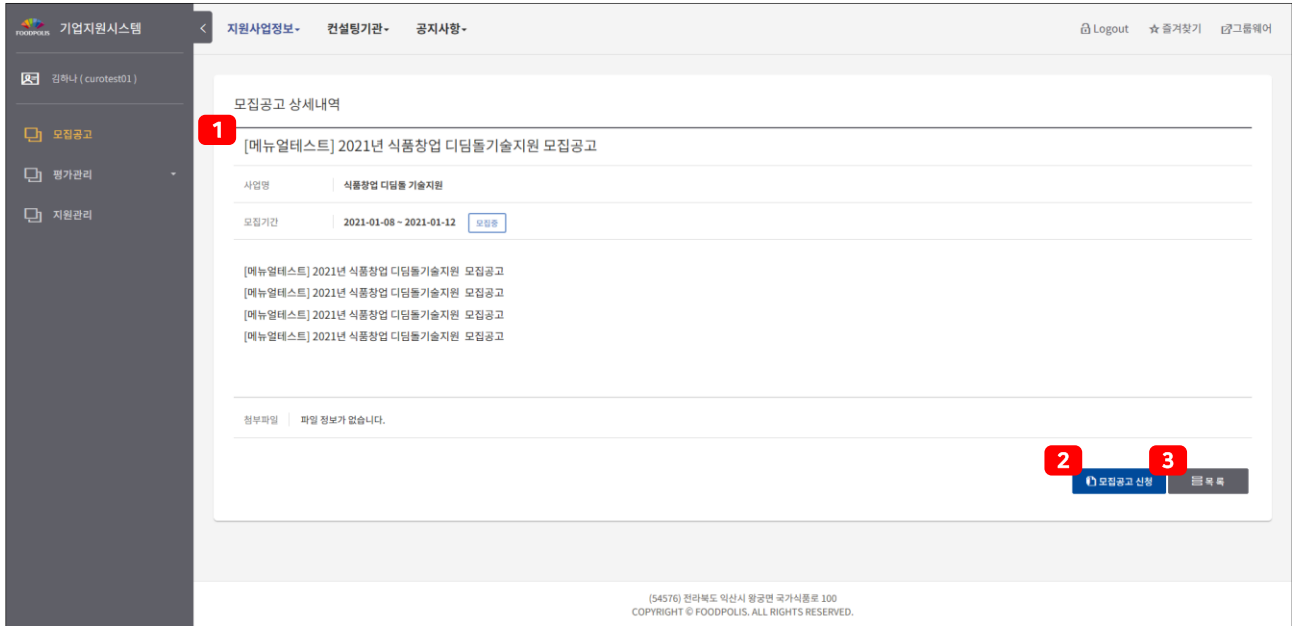 FOODPOLIS 기업지원시스템
지원사업정보 컨설팅기관 공지사항
Logout 즐겨찾기 그룹웨어
김하나 ( curotest01 )
모집공고
평가관리
지원관리
모집공고 상세내역
1
[메뉴얼테스트] 2021년 식품창업 디딤돌기술지원 모집공고
사업명 식품창업 디딤돌 기술지원
모집기간 2021-01-08 ~ 2021-01-12 모집중
[메뉴얼테스트] 2021년 식품창업 디딤돌기술지원 모집공고
[메뉴얼테스트] 2021년 식품창업 디딤돌기술지원 모집공고
[메뉴얼테스트] 2021년 식품창업 디딤돌기술지원 모집공고
[메뉴얼테스트] 2021년 식품창업 디딤돌기술지원 모집공고
첨부파일 파일 정보가 없습니다.
2 3
모집공고 신청 목 록
(54576) 전라북도 익산시 왕궁면 국가식품로 100
COPYRIGHT © FOODPOLIS. ALL RIGHTS RESERVED.